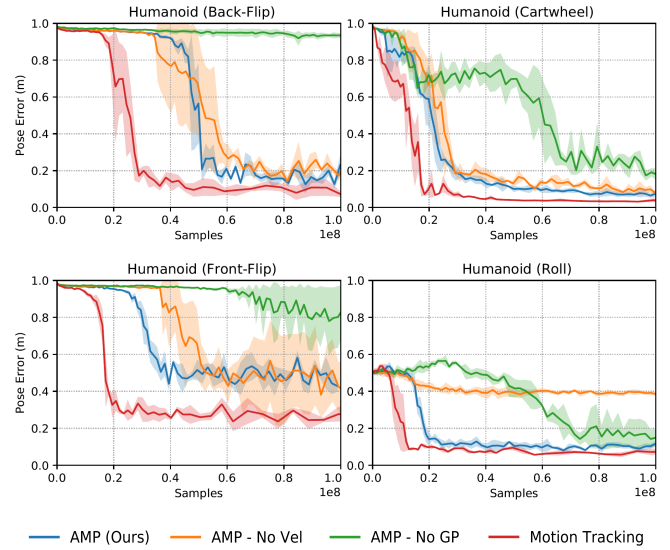 Humanoid (Back-Flip)
Humanoid (Cartwheel)
Pose Error (m)
1.0
0.8
0.6
0.4
0.2
0.0
1.0
0.8
0.6
0.4
0.2
0.0
0.0 0.2 0.4 0.6 0.8 1.0
0.0 0.2 0.4 0.6 0.8 1.0
Samples
1e8
Samples
1e8
Humanoid (Front-Flip)
Humanoid (Roll)
Pose Error (m)
1.0
0.8
0.6
0.4
0.2
0.0
1.0
0.8
0.6
0.4
0.2
0.0
0.0 0.2 0.4 0.6 0.8 1.0
0.0 0.2 0.4 0.6 0.8 1.0
Samples
1e8
Samples
1e8
AMP (Ours) AMP - No Vel AMP - No GP Motion Tracking